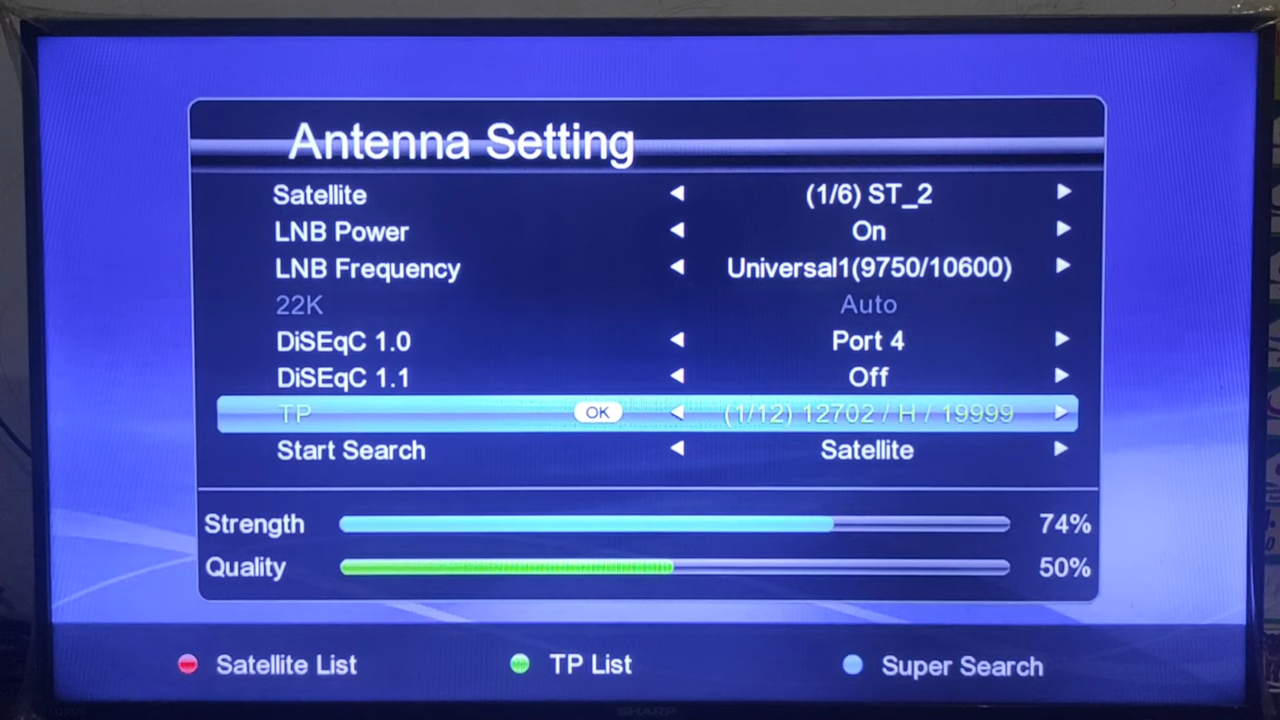 Antenna Setting
Satellite ◄ (1/6) ST_2 ►
LNB Power ◄ On ►
LNB Frequency ◄ Universal1(9750/10600) ►
22K Auto
DiSEqC 1.0 ◄ Port 4 ►
DiSEqC 1.1 ◄ Off ►
TP OK ◄ (1/12) 12702 / H / 19999 ►
Start Search ◄ Satellite ►
Strength 74%
Quality 50%
Satellite List TP List Super Search
SHARP